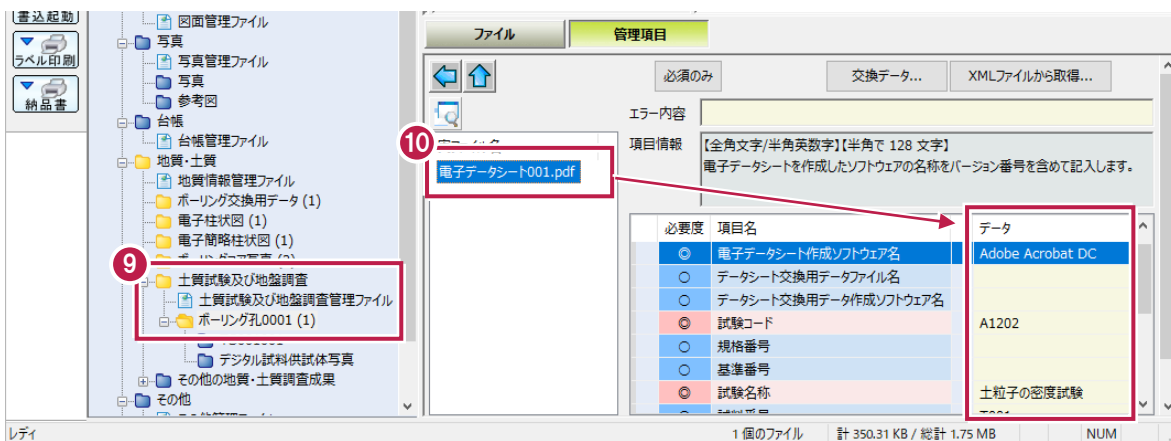 書込起動
ラベル印刷
納品書
図面管理ファイル
写真
写真管理ファイル
写真
参考図
台帳
台帳管理ファイル
地質・土質
地質情報管理ファイル
ボーリング交換用データ (1)
電子柱状図 (1)
電子簡略柱状図 (1)
9
土質試験及び地盤調査
土質試験及び地盤調査管理ファイル
ボーリング孔0001 (1)
デジタル試料供試体写真
その他の地質・土質調査成果
その他
ファイル
管理項目
必須のみ
交換データ...
XMLファイルから取得...
エラー内容
10
電子データシート001.pdf
項目情報
【全角文字/半角英数字】【半角で 128 文字】
電子データシートを作成したソフトウェアの名称をバージョン番号を含めて記入します。
必要度 項目名 データ
◎ 電子データシート作成ソフトウェア名 Adobe Acrobat DC
○ データシート交換用データファイル名
○ データシート交換用データ作成ソフトウェア名
◎ 試験コード A1202
○ 規格番号
○ 基準番号
◎ 試験名称 土粒子の密度試験
レディ
1 個のファイル
計 350.31 KB / 総計 1.75 MB
NUM